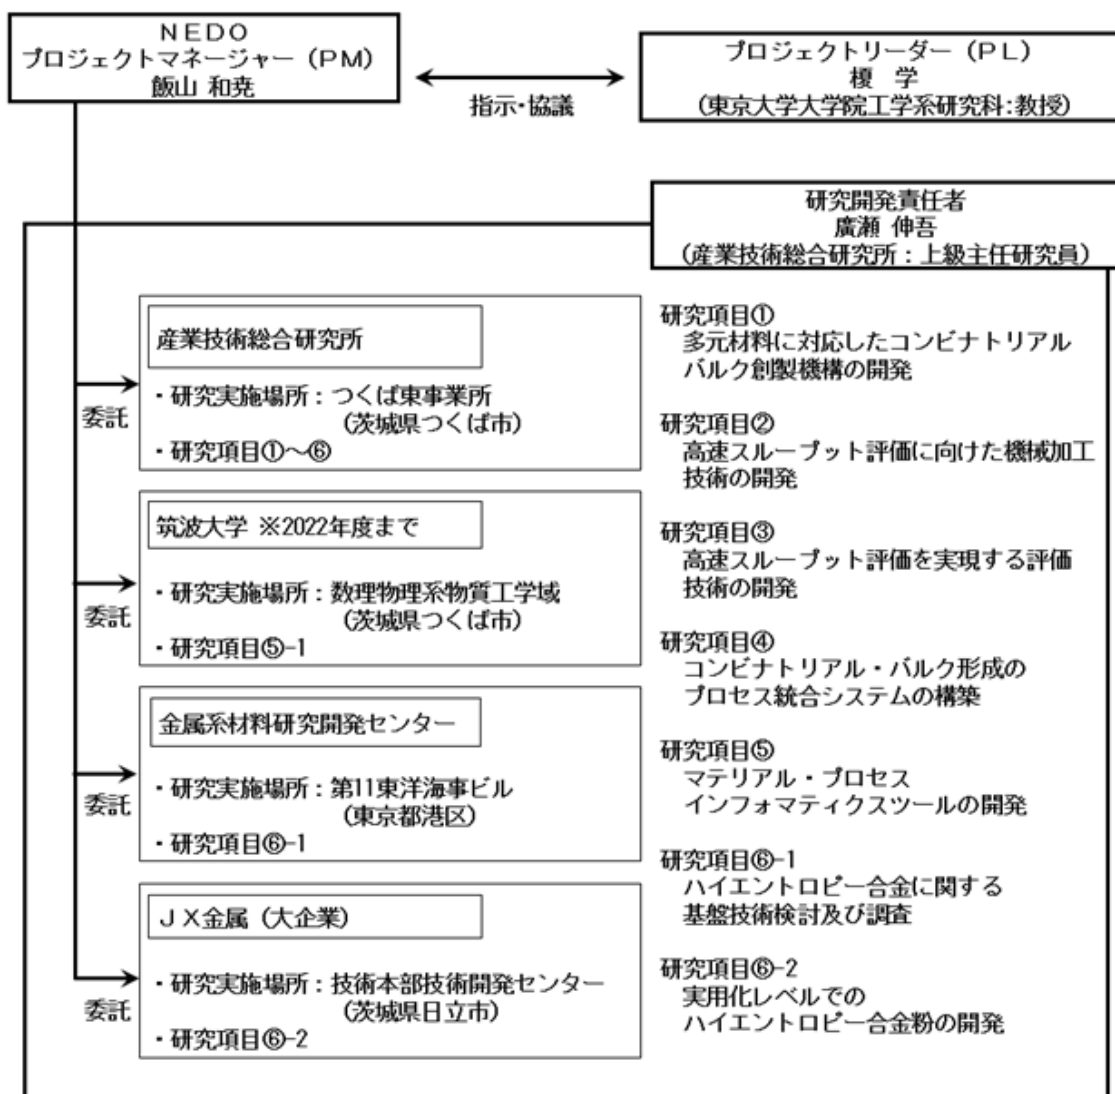 NEDO
プロジェクトマネージャー（PM）
飯山 和堯
指示・協議
プロジェクトリーダー（PL）
榎 学
（東京大学大学院工学系研究科：教授）
研究開発責任者
廣瀬 伸吾
（産業技術総合研究所：上級主任研究員）
委託
産業技術総合研究所
・研究実施場所：つくば東事業所
（茨城県つくば市）
・研究項目①～⑥
委託
筑波大学 ※2022年度まで
・研究実施場所：数理物理系物質工学域
（茨城県つくば市）
・研究項目⑤-1
委託
金属系材料研究開発センター
・研究実施場所：第11東洋海事ビル
（東京都港区）
・研究項目⑥-1
委託
JX金属（大企業）
・研究実施場所：技術本部技術開発センター
（茨城県日立市）
・研究項目⑥-2
研究項目①
多元材料に対応したコンビナトリアル
バルク創製機構の開発
研究項目②
高速スループット評価に向けた機械加工
技術の開発
研究項目③
高速スループット評価を実現する評価
技術の開発
研究項目④
コンビナトリアル・バルク形成の
プロセス統合システムの構築
研究項目⑤
マテリアル・プロセス
インフォマティクスツールの開発
研究項目⑥-1
ハイエントロピー合金に関する
基盤技術検討及び調査
研究項目⑥-2
実用化レベルでの
ハイエントロピー合金粉の開発